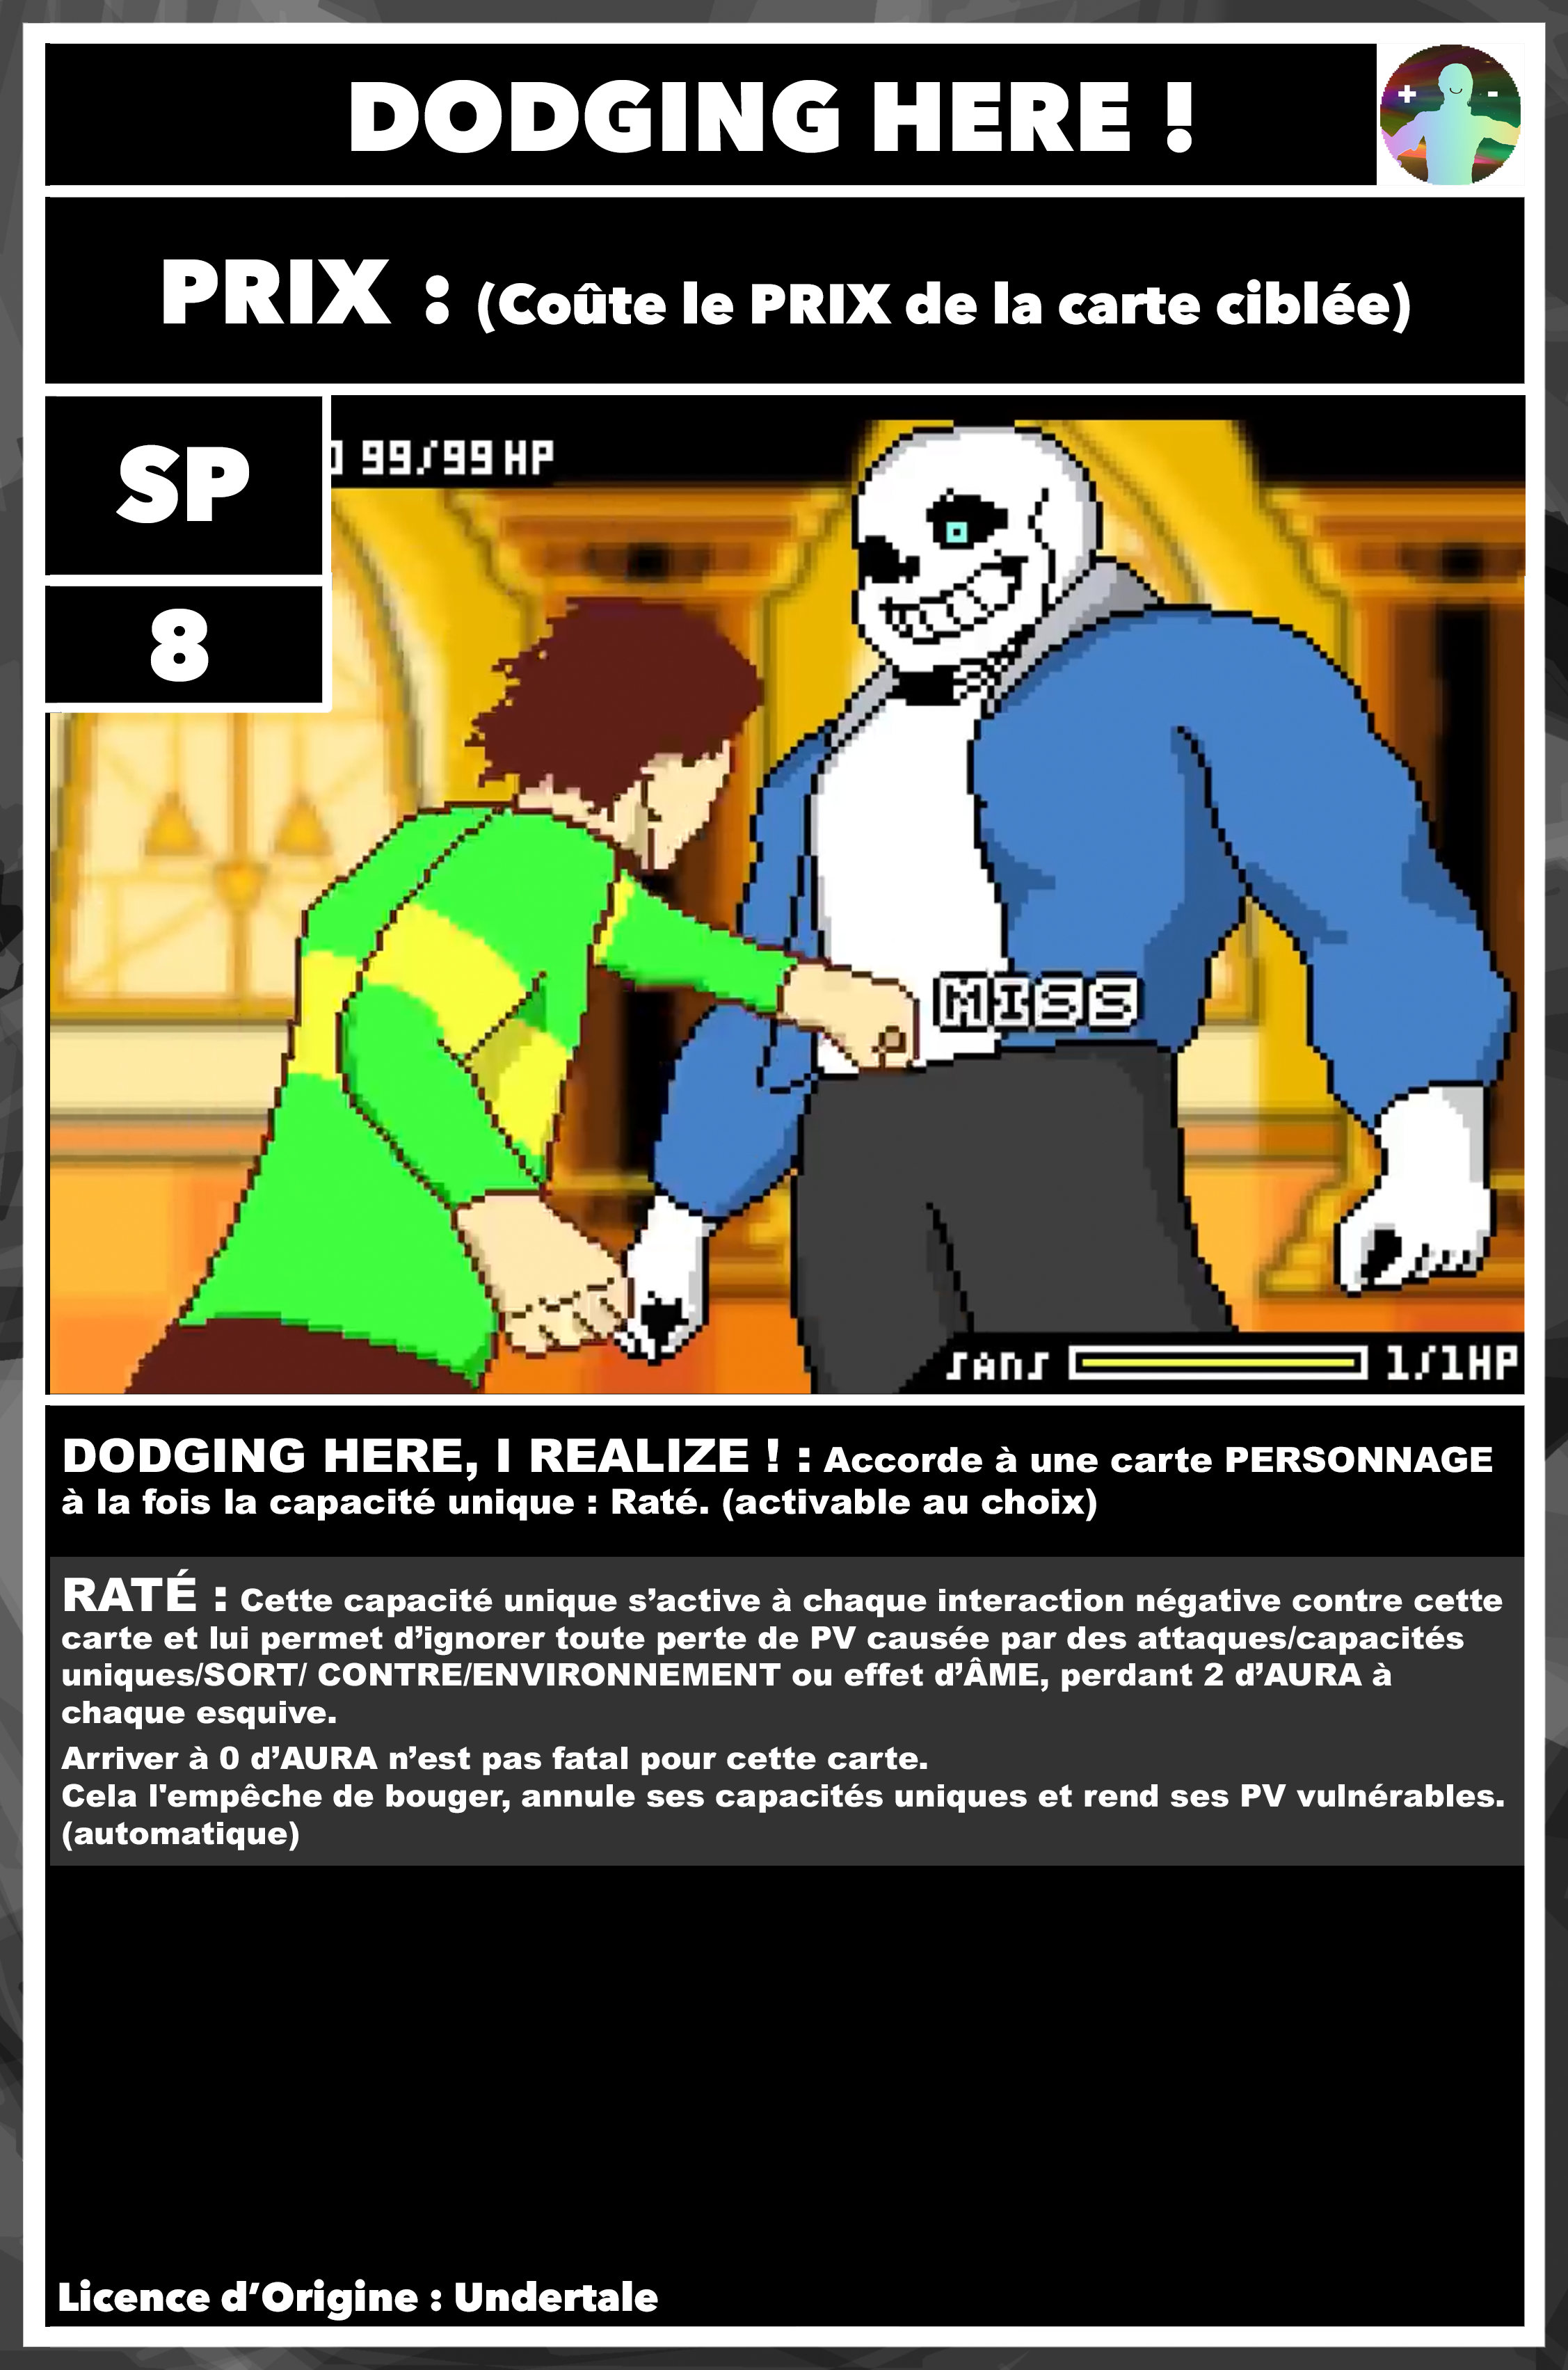 DODGING HERE !
+ -
PRIX : (Coûte le PRIX de la carte ciblée)
SP
8
99/99 HP
MISS
SANS 1/1HP
DODGING HERE, I REALIZE ! : Accorde à une carte PERSONNAGE
à la fois la capacité unique : Raté. (activable au choix)
RATÉ : Cette capacité unique s’active à chaque interaction négative contre cette
carte et lui permet d’ignorer toute perte de PV causée par des attaques/capacités
uniques/SORT/ CONTRE/ENVIRONNEMENT ou effet d’ÂME, perdant 2 d’AURA à
chaque esquive.
Arriver à 0 d’AURA n’est pas fatal pour cette carte.
Cela l'empêche de bouger, annule ses capacités uniques et rend ses PV vulnérables.
(automatique)
Licence d’Origine : Undertale